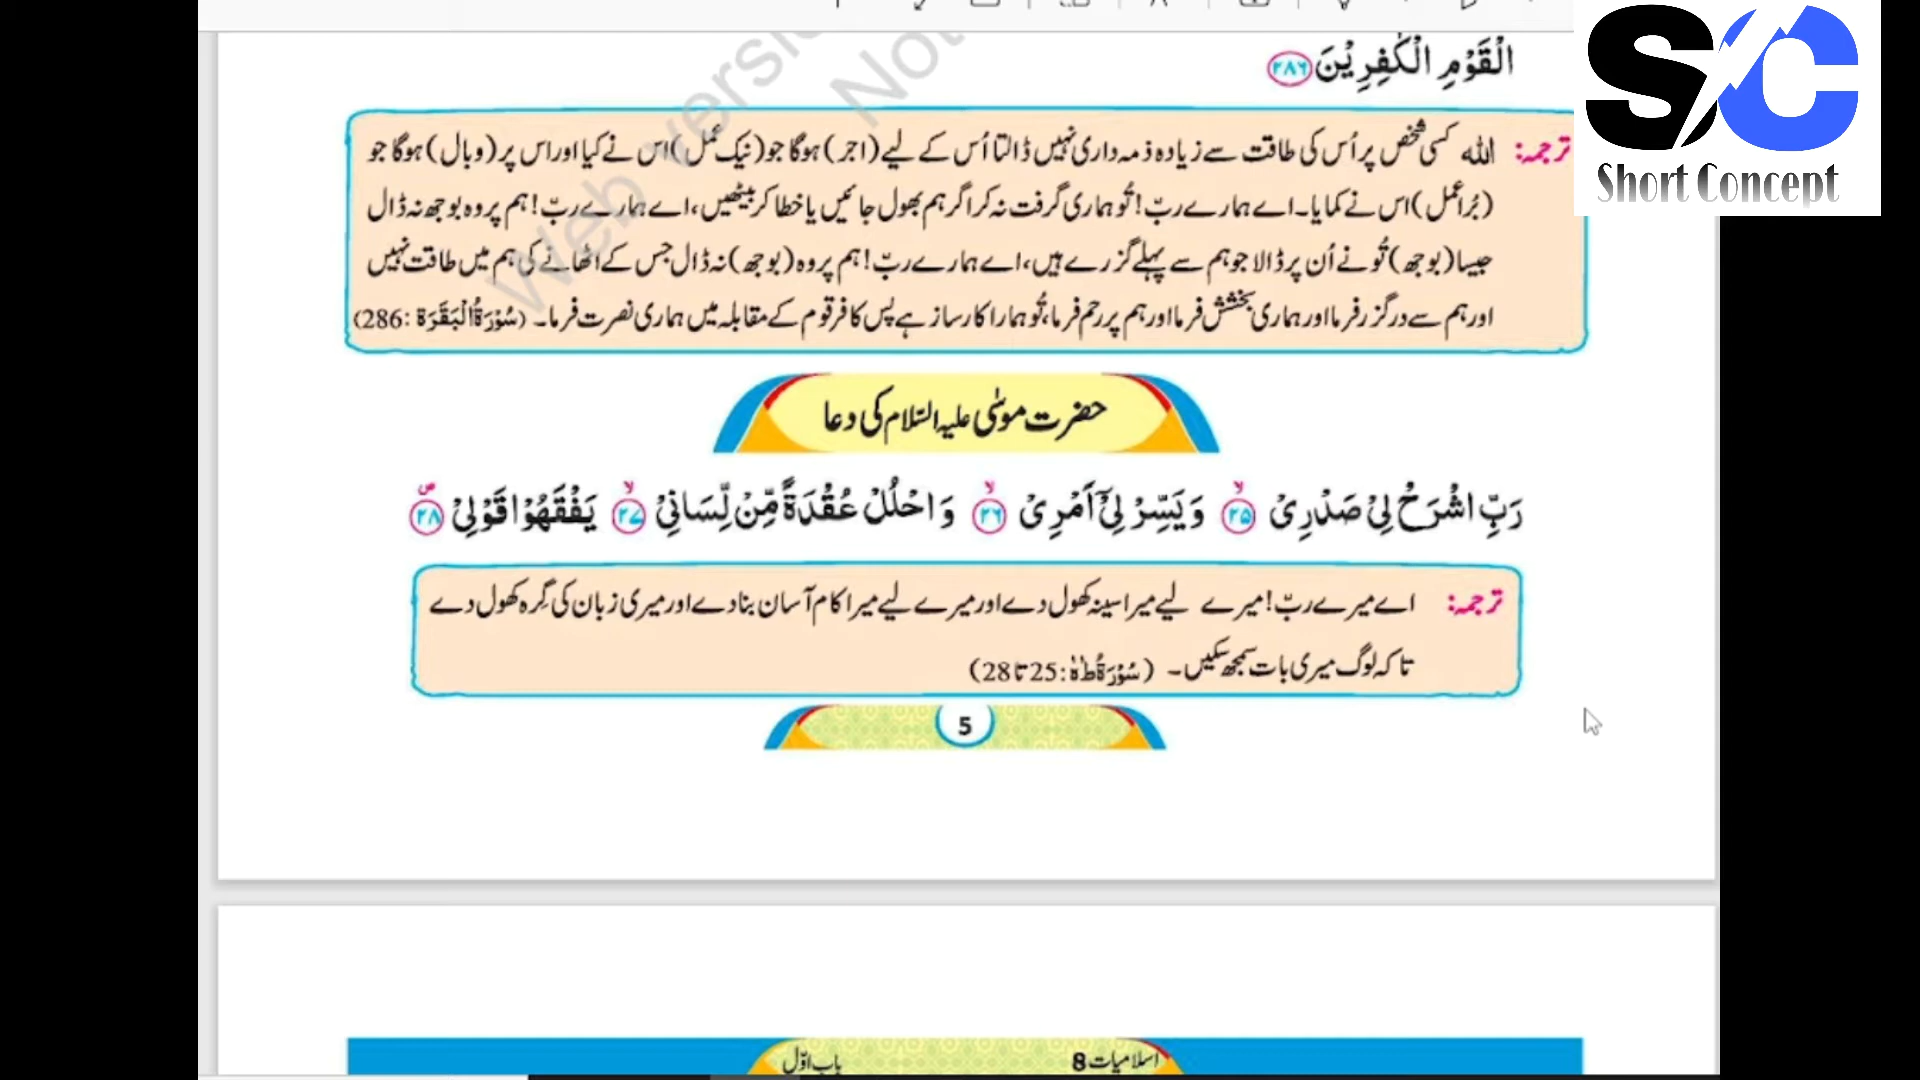 الْقَوْمِ الْكٰفِرِيْنَ ٢٨٦
ترجمہ: اللہ کسی شخص پر اُس کی طاقت سے زیادہ ذمہ داری نہیں ڈالتا اُس کے لیے (اجر) ہوگا جو (نیک عمل) اس نے کیا اور اس پر (وبال) ہوگا جو
(بُرا عمل) اس نے کمایا۔ اے ہمارے ربّ! تُو ہماری گرفت نہ کر اگر ہم بھول جائیں یا خطا کر بیٹھیں، اے ہمارے ربّ! ہم پر وہ بوجھ نہ ڈال
جیسا (بوجھ) تُو نے اُن پر ڈالا جو ہم سے پہلے گزرے ہیں، اے ہمارے ربّ! ہم پر وہ (بوجھ) نہ ڈال جس کے اٹھانے کی ہم میں طاقت نہیں
اور ہم سے درگزر فرما اور ہماری بخشش فرما اور ہم پر رحم فرما، تُو ہمارا کارساز ہے پس کافر قوم کے مقابلہ میں ہماری نصرت فرما۔ (سُوْرَۃُ الْبَقَرَۃ: 286)
حضرت موسٰی علیہ السّلام کی دعا
رَبِّ اشْرَحْ لِیْ صَدْرِیْ ٢٥ۙ وَیَسِّرْ لِیْۤ اَمْرِیْ ٢٦ۙ وَاحْلُلْ عُقْدَةً مِّنْ لِّسَانِیْ ٢٧ۙ یَفْقَهُوْا قَوْلِیْ ٢٨۪
ترجمہ: اے میرے ربّ! میرے لیے میرا سینہ کھول دے اور میرے لیے میرا کام آسان بنا دے اور میری زبان کی گِرہ کھول دے
تاکہ لوگ میری بات سمجھ سکیں۔ (سُوْرَۃُ طٰہٰ: 25 تا 28)
5
اسلامیات 8
باب اوّل
Web versi
Not
SC
Short Concept